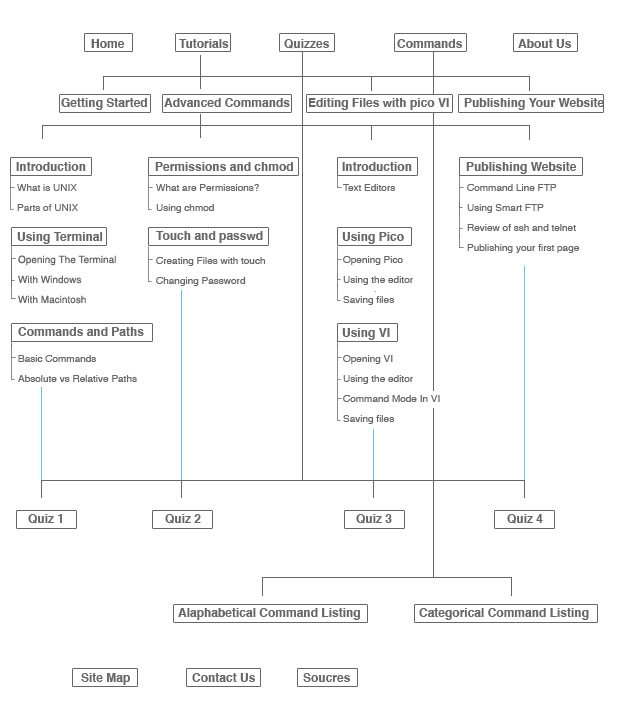 Home
Tutorials
Quizzes
Commands
About Us
Getting Started
Advanced Commands
Editing Files with pico VI
Publishing Your Website
Introduction
What is UNIX
Parts of UNIX
Using Terminal
Opening The Terminal
With Windows
With Macintosh
Commands and Paths
Basic Commands
Absolute vs Relative Paths
Permissions and chmod
What are Permissions?
Using chmod
Touch and passwd
Creating Files with touch
Changing Password
Introduction
Text Editors
Using Pico
Opening Pico
Using the editor
Saving files
Using VI
Opening VI
Using the editor
Command Mode In VI
Saving files
Publishing Website
Command Line FTP
Using Smart FTP
Review of ssh and telnet
Publishing your first page
Quiz 1
Quiz 2
Quiz 3
Quiz 4
Alaphabetical Command Listing
Categorical Command Listing
Site Map
Contact Us
Soucres